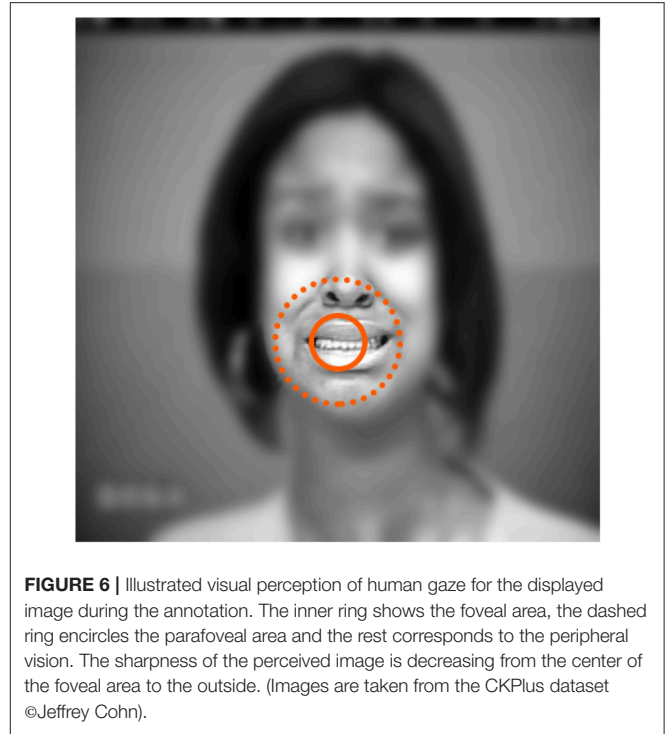 FIGURE 6 | Illustrated visual perception of human gaze for the displayed
image during the annotation. The inner ring shows the foveal area, the dashed
ring encircles the parafoveal area and the rest corresponds to the peripheral
vision. The sharpness of the perceived image is decreasing from the center of
the foveal area to the outside. (Images are taken from the CKPlus dataset
©Jeffrey Cohn).